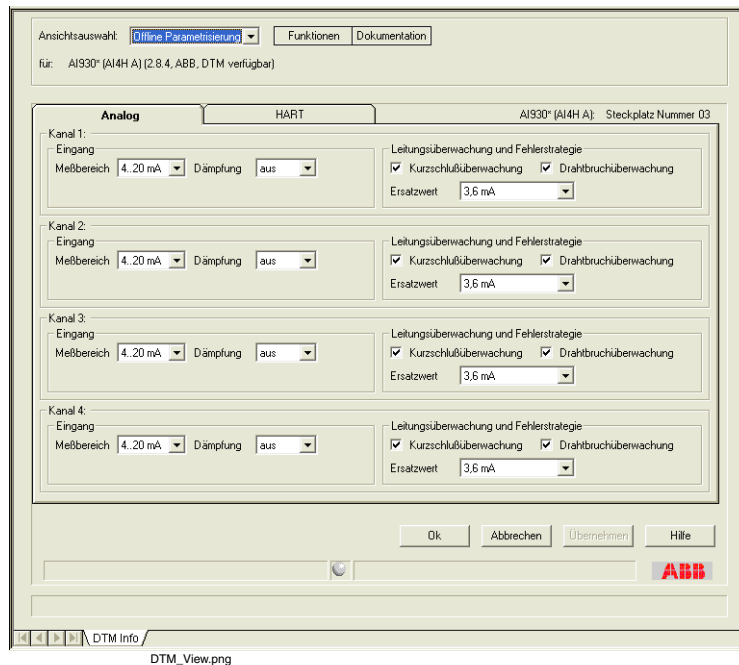 Ansichtsauswahl: Offline Parametrisierung Funktionen Dokumentation
für: AI930* (AI4H A) (2.8.4, ABB, DTM verfügbar)
Analog HART AI930* (AI4H A): Steckplatz Nummer 03
Kanal 1:
Eingang Leitungsüberwachung und Fehlerstrategie
Meßbereich 4..20 mA Dämpfung aus Kurzschlußüberwachung Drahtbruchüberwachung
Ersatzwert 3,6 mA
Kanal 2:
Eingang Leitungsüberwachung und Fehlerstrategie
Meßbereich 4..20 mA Dämpfung aus Kurzschlußüberwachung Drahtbruchüberwachung
Ersatzwert 3,6 mA
Kanal 3:
Eingang Leitungsüberwachung und Fehlerstrategie
Meßbereich 4..20 mA Dämpfung aus Kurzschlußüberwachung Drahtbruchüberwachung
Ersatzwert 3,6 mA
Kanal 4:
Eingang Leitungsüberwachung und Fehlerstrategie
Meßbereich 4..20 mA Dämpfung aus Kurzschlußüberwachung Drahtbruchüberwachung
Ersatzwert 3,6 mA
Ok Abbrechen Übernehmen Hilfe
ABB
DTM Info
DTM_View.png